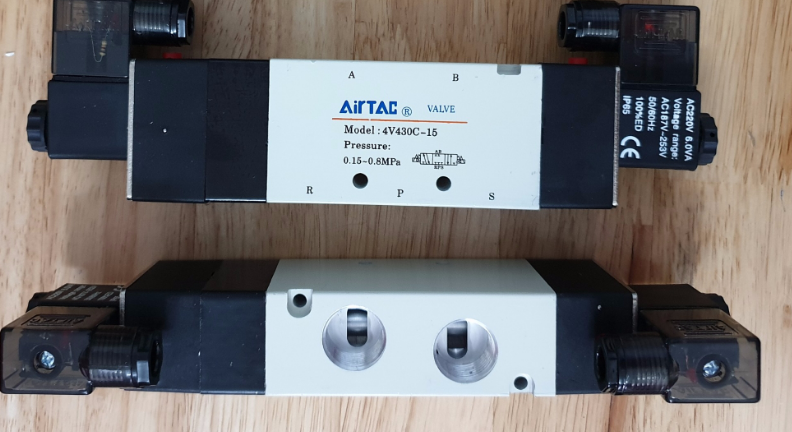 A
B
AirTAC ® VALVE
Model : 4V430C-15
Pressure:
0.15~0.8MPa
R
P
S
AC220V 6.0VA
Voltage range:
AC187V~253V
50/60Hz
100%ED
IP65
CE